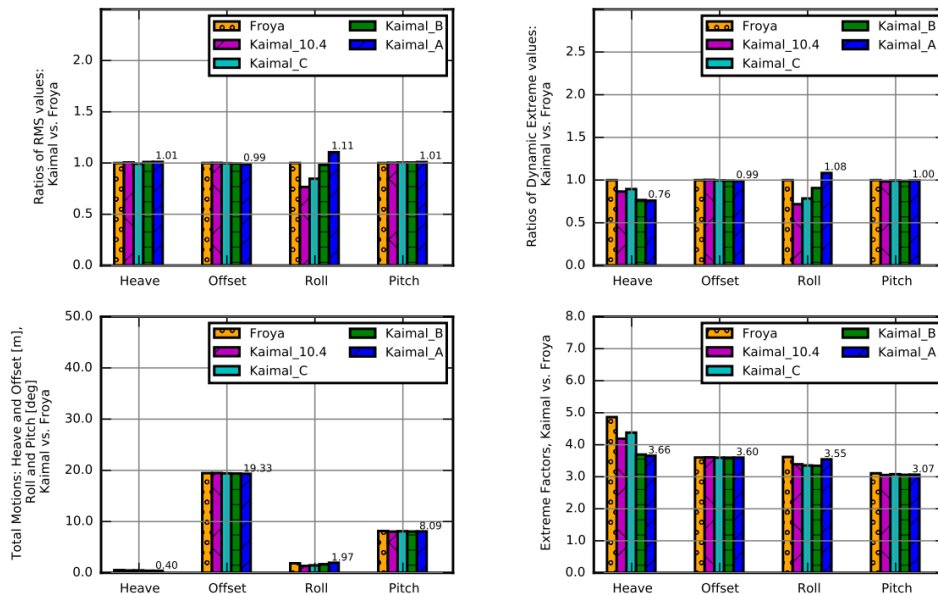 Ratios of RMS values:
Kaimal vs. Froya
2.5
2.0
1.5
1.0
0.5
0.0
Froya
Kaimal_10.4
Kaimal_C
Kaimal_B
Kaimal_A
1.01
0.99
1.11
1.01
Heave
Offset
Roll
Pitch
Ratios of Dynamic Extreme values:
Kaimal vs. Froya
3.0
2.5
2.0
1.5
1.0
0.5
0.0
Froya
Kaimal_10.4
Kaimal_C
Kaimal_B
Kaimal_A
0.76
0.99
1.08
1.00
Heave
Offset
Roll
Pitch
Total Motions: Heave and Offset [m],
Roll and Pitch [deg]
Kaimal vs. Froya
50.0
40.0
30.0
20.0
10.0
0.0
Froya
Kaimal_10.4
Kaimal_C
Kaimal_B
Kaimal_A
0.40
19.33
1.97
8.09
Heave
Offset
Roll
Pitch
Extreme Factors, Kaimal vs. Froya
8.0
7.0
6.0
5.0
4.0
3.0
2.0
1.0
0.0
Froya
Kaimal_10.4
Kaimal_C
Kaimal_B
Kaimal_A
3.66
3.60
3.55
3.07
Heave
Offset
Roll
Pitch